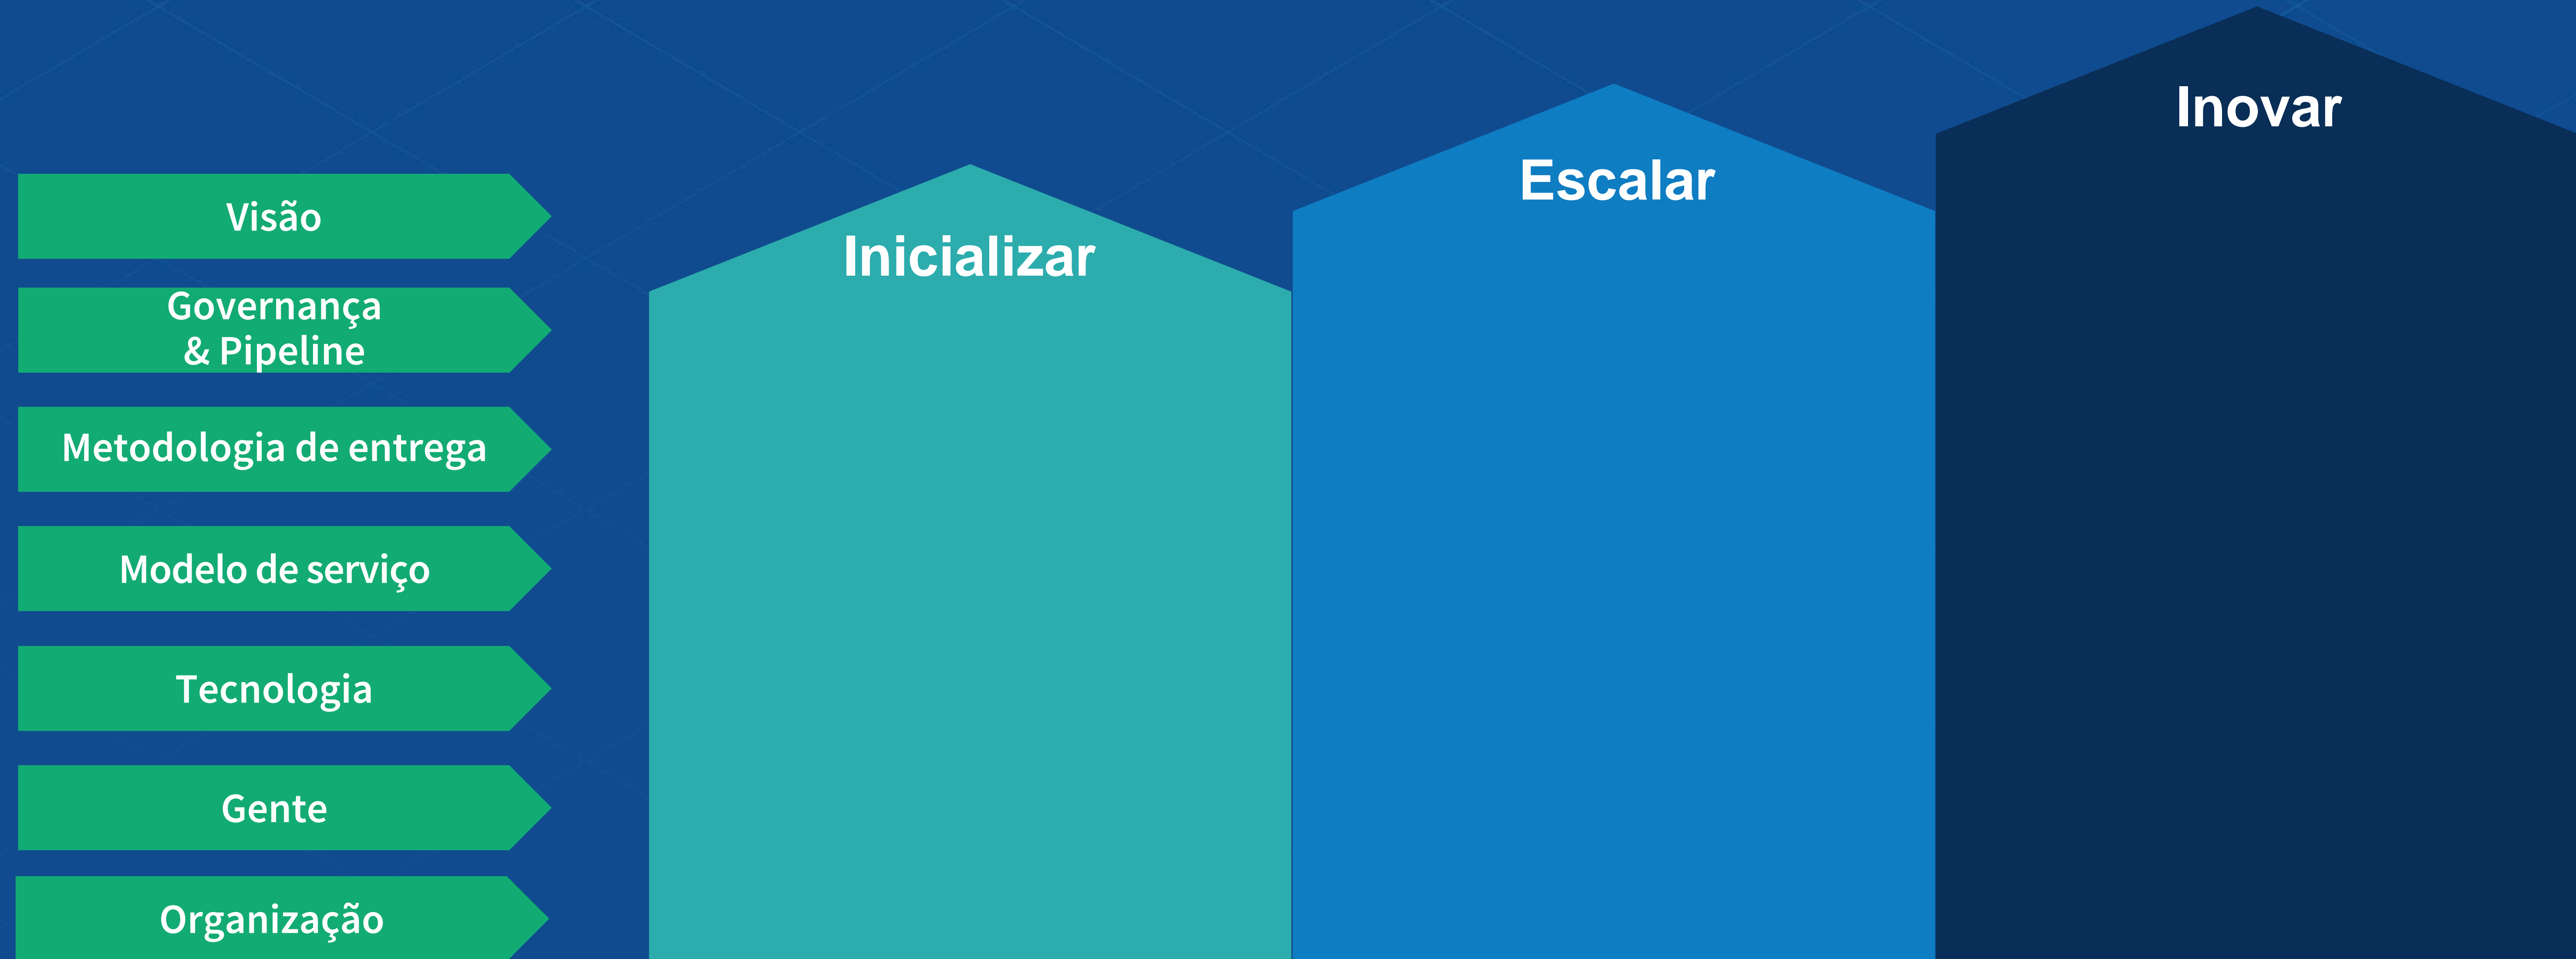 Visão
Governança
& Pipeline
Metodologia de entrega
Modelo de serviço
Tecnologia
Gente
Organização
Inicializar
Escalar
Inovar